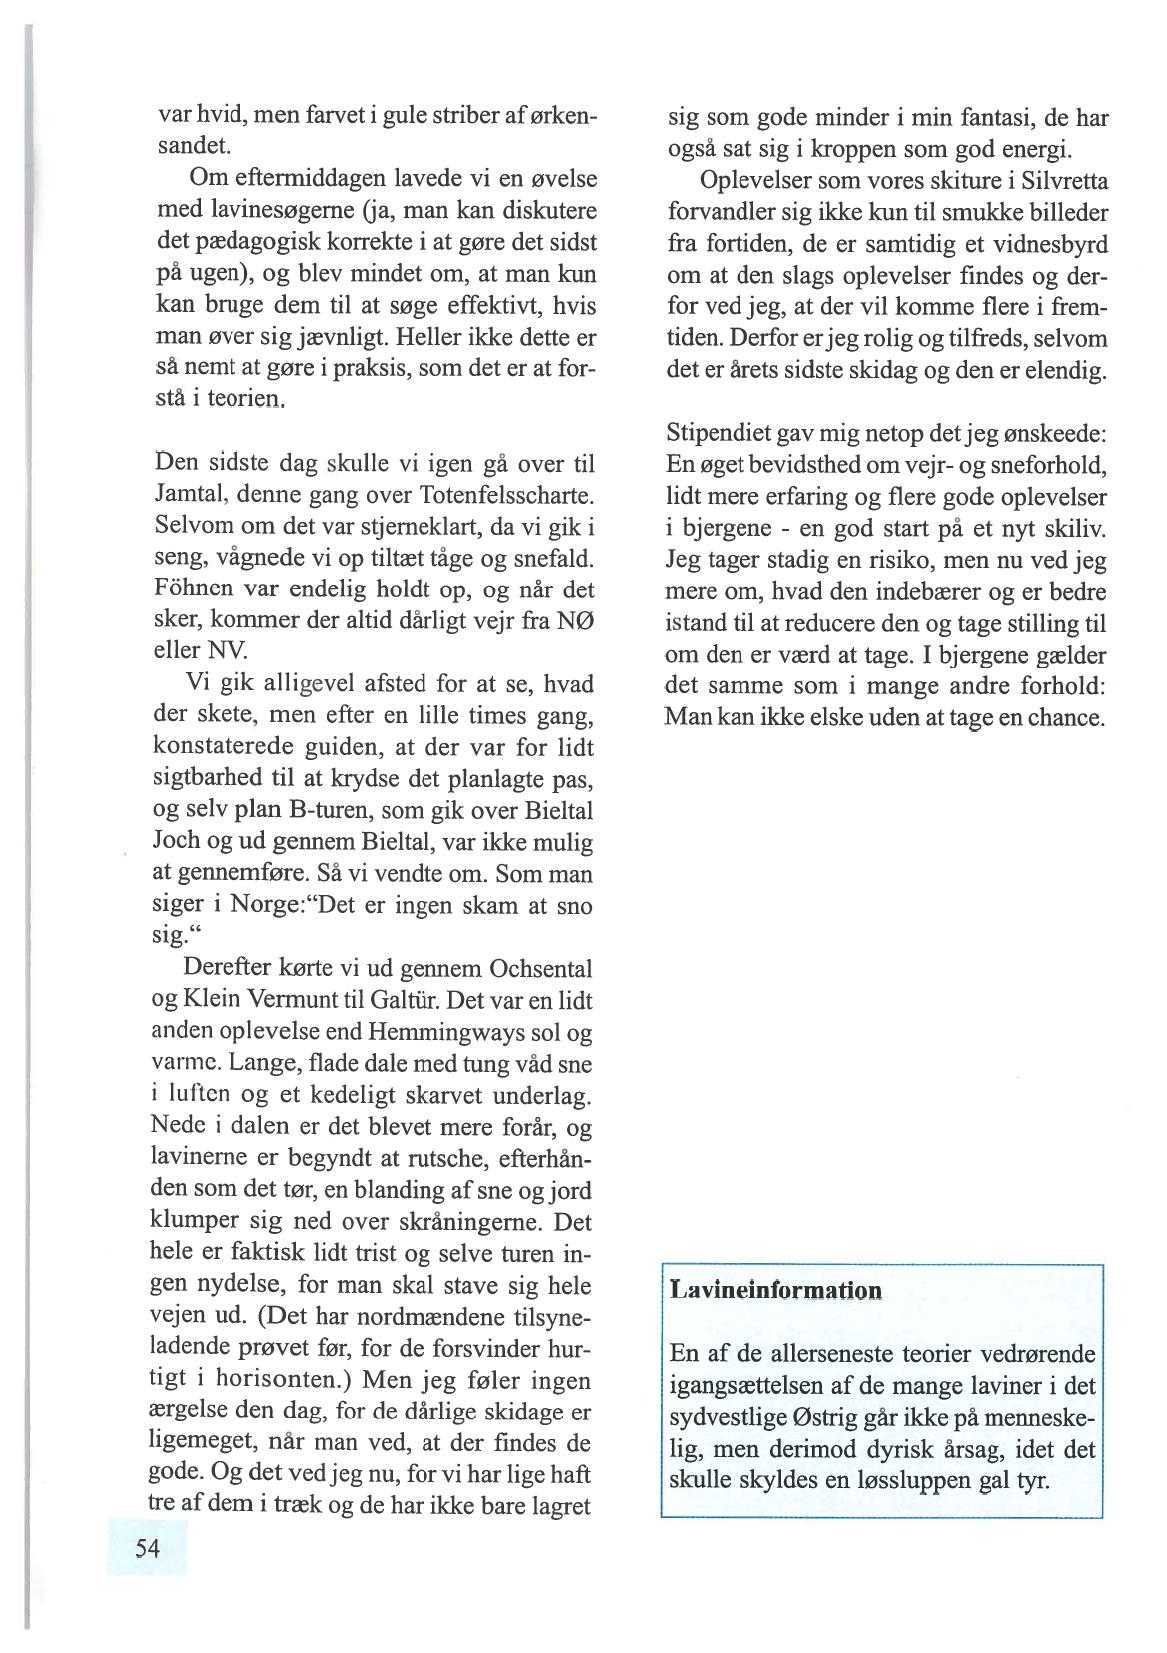 var hvid, men farvet i gule striber af ørken-
sandet.
Om eftermiddagen lavede vi en øvelse
med lavinesøgerne (ja, man kan diskutere
det pædagogisk korrekte i at gøre det sidst
på ugen), og blev mindet om, at man kun
kan bruge dem til at søge effektivt, hvis
man øver sig jævnligt. Heller ikke dette er
så nemt at gøre i praksis, som det er at for-
stå i teorien.
Den sidste dag skulle vi igen gå over til
Jamtal, denne gang over Totenfelsscharte.
Selvom om det var stjerneklart, da vi gik i
seng, vågnede vi op tiltæt tåge og snefald.
Föhnen var endelig holdt op, og når det
sker, kommer der altid dårligt vejr fra NØ
eller NV.
Vi gik alligevel afsted for at se, hvad
der skete, men efter en lille times gang,
konstaterede guiden, at der var for lidt
sigtbarhed til at krydse det planlagte pas,
og selv plan B-turen, som gik over Bieltal
Joch og ud gennem Bieltal, var ikke mulig
at gennemføre. Så vi vendte om. Som man
siger i Norge:“Det er ingen skam at sno
sig.“
Derefter kørte vi ud gennem Ochsental
og Klein Vermunt til Galtür. Det var en lidt
anden oplevelse end Hemmingways sol og
varme. Lange, flade dale med tung våd sne
i luften og et kedeligt skarvet underlag.
Nede i dalen er det blevet mere forår, og
lavinerne er begyndt at rutsche, efterhån-
den som det tør, en blanding af sne og jord
klumper sig ned over skråningerne. Det
hele er faktisk lidt trist og selve turen in-
gen nydelse, for man skal stave sig hele
vejen ud. (Det har nordmændene tilsyne-
ladende prøvet før, for de forsvinder hur-
tigt i horisonten.) Men jeg føler ingen
ærgelse den dag, for de dårlige skidage er
ligemeget, når man ved, at der findes de
gode. Og det ved jeg nu, for vi har lige haft
tre af dem i træk og de har ikke bare lagret
54
sig som gode minder i min fantasi, de har
også sat sig i kroppen som god energi.
Oplevelser som vores skiture i Silvretta
forvandler sig ikke kun til smukke billeder
fra fortiden, de er samtidig et vidnesbyrd
om at den slags oplevelser findes og der-
for ved jeg, at der vil komme flere i frem-
tiden. Derfor er jeg rolig og tilfreds, selvom
det er årets sidste skidag og den er elendig.
Stipendiet gav mig netop det jeg ønskeede:
En øget bevidsthed om vejr- og sneforhold,
lidt mere erfaring og flere gode oplevelser
i bjergene - en god start på et nyt skiliv.
Jeg tager stadig en risiko, men nu ved jeg
mere om, hvad den indebærer og er bedre
istand til at reducere den og tage stilling til
om den er værd at tage. I bjergene gælder
det samme som i mange andre forhold:
Man kan ikke elske uden at tage en chance.
Lavineinformation
En af de allerseneste teorier vedrørende
igangsættelsen af de mange laviner i det
sydvestlige Østrig går ikke på menneske-
lig, men derimod dyrisk årsag, idet det
skulle skyldes en løssluppen gal tyr.